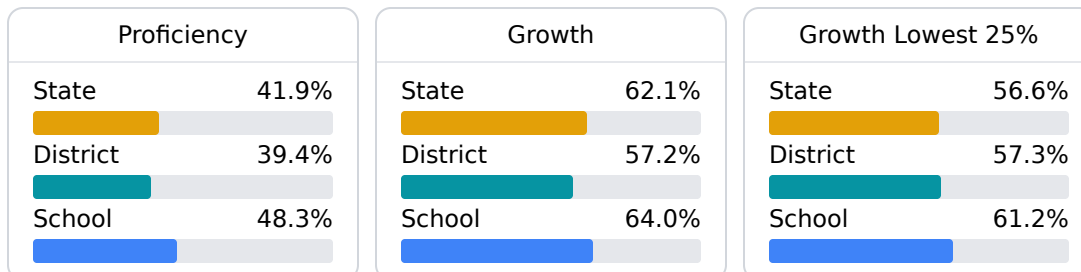 Proficiency
State 41.9%
District 39.4%
School 48.3%
Growth
State 62.1%
District 57.2%
School 64.0%
Growth Lowest 25%
State 56.6%
District 57.3%
School 61.2%